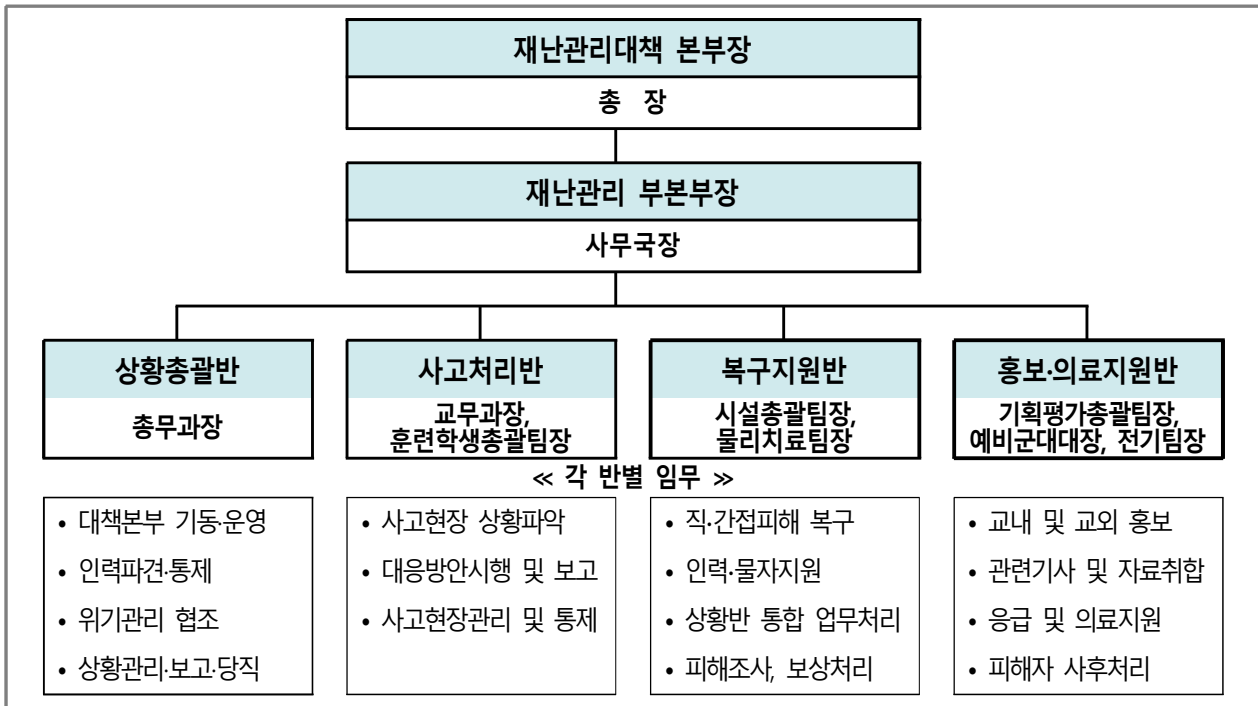 재난관리대책 본부장
총 장
재난관리 부본부장
사무국장
상황총괄반
총무과장
사고처리반
교무과장,
훈련학생총괄팀장
복구지원반
시설총괄팀장,
물리치료팀장
홍보·의료지원반
기획평가총괄팀장,
예비군대대장, 전기팀장
≪ 각 반별 임무 ≫
• 대책본부 기동·운영
• 인력파견·통제
• 위기관리 협조
• 상황관리·보고·당직
• 사고현장 상황파악
• 대응방안시행 및 보고
• 사고현장관리 및 통제
• 직·간접피해 복구
• 인력·물자지원
• 상황반 통합 업무처리
• 피해조사, 보상처리
• 교내 및 교외 홍보
• 관련기사 및 자료취합
• 응급 및 의료지원
• 피해자 사후처리